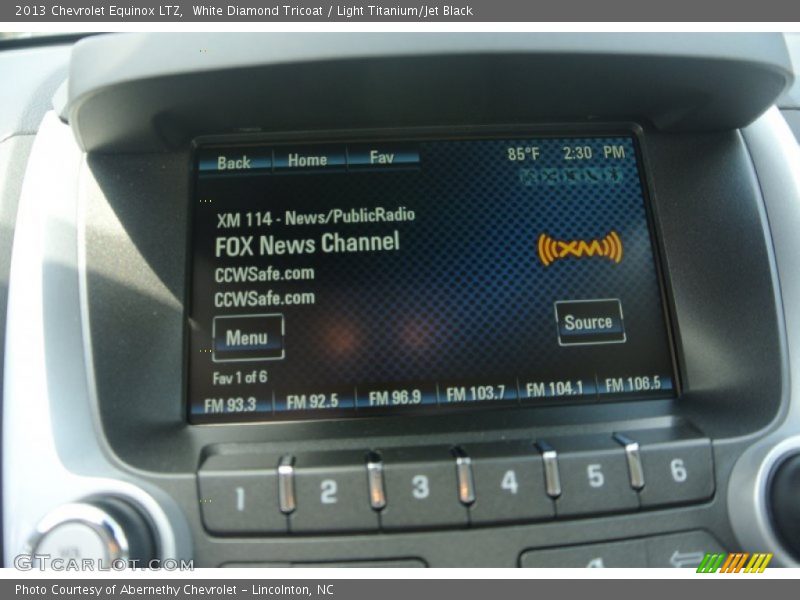 2013 Chevrolet Equinox LTZ, White Diamond Tricoat / Light Titanium/Jet Black
Back Home Fav 85°F 2:30 PM
XM 114 - News/PublicRadio
FOX News Channel
XM
CCWSafe.com
CCWSafe.com
Menu Source
Fav 1 of 6
FM 93.3 FM 92.5 FM 96.9 FM 103.7 FM 104.1 FM 106.5
1 2 3 4 5 6
GTcarlot.com
Photo Courtesy of Abernethy Chevrolet – Lincolnton, NC